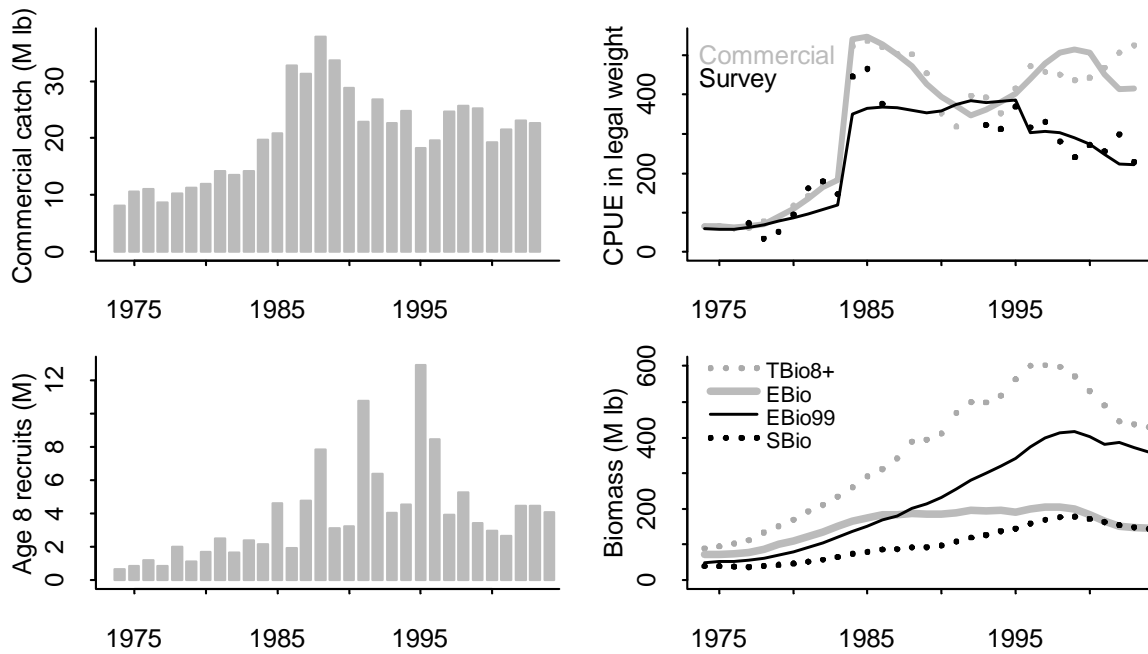 Commercial catch (M lb)
0 10 20 30
1975 1985 1995
CPUE in legal weight
0 200 400
Commercial
Survey
1975 1985 1995
Age 8 recruits (M)
0 2 4 6 8 12
1975 1985 1995
Biomass (M lb)
0 200 400 600
TBio8+
EBio
EBio99
SBio
1975 1985 1995